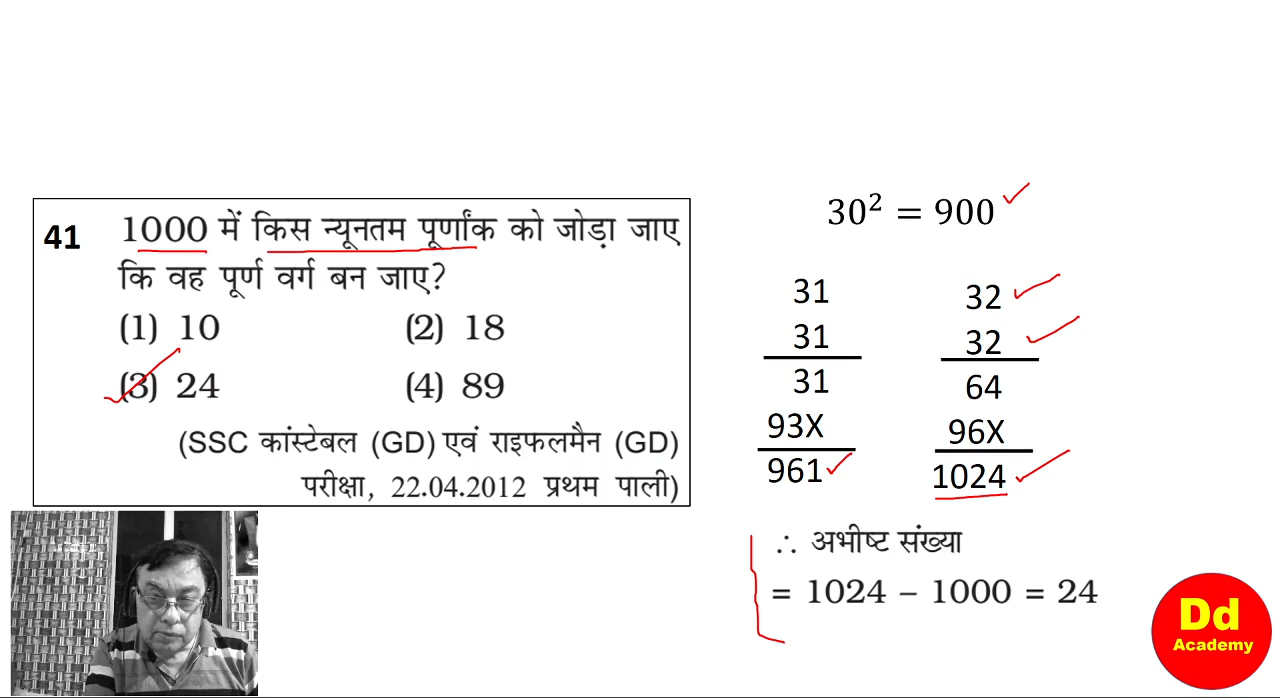 41 1000 में किस न्यूनतम पूर्णांक को जोड़ा जाए
कि वह पूर्ण वर्ग बन जाए?
(1) 10 (2) 18
(3) 24 (4) 89
(SSC कांस्टेबल (GD) एवं राइफलमैन (GD)
परीक्षा, 22.04.2012 प्रथम पाली)
30² = 900
31
31
31
93X
961
32
32
64
96X
1024
∴ अभीष्ट संख्या
= 1024 – 1000 = 24
Dd
Academy